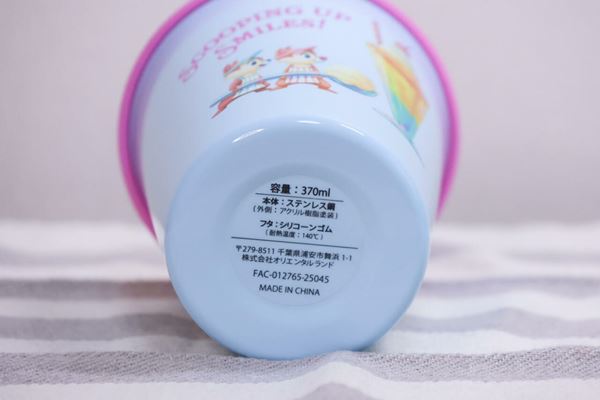 SCOOPING UP
SMILES!
容量：370ml
本体：ステンレス鋼
(外側：アクリル樹脂塗装)
フタ：シリコーンゴム
(耐熱温度：140℃)
〒279-8511 千葉県浦安市舞浜 1-1
株式会社オリエンタルランド
FAC-012765-25045
MADE IN CHINA